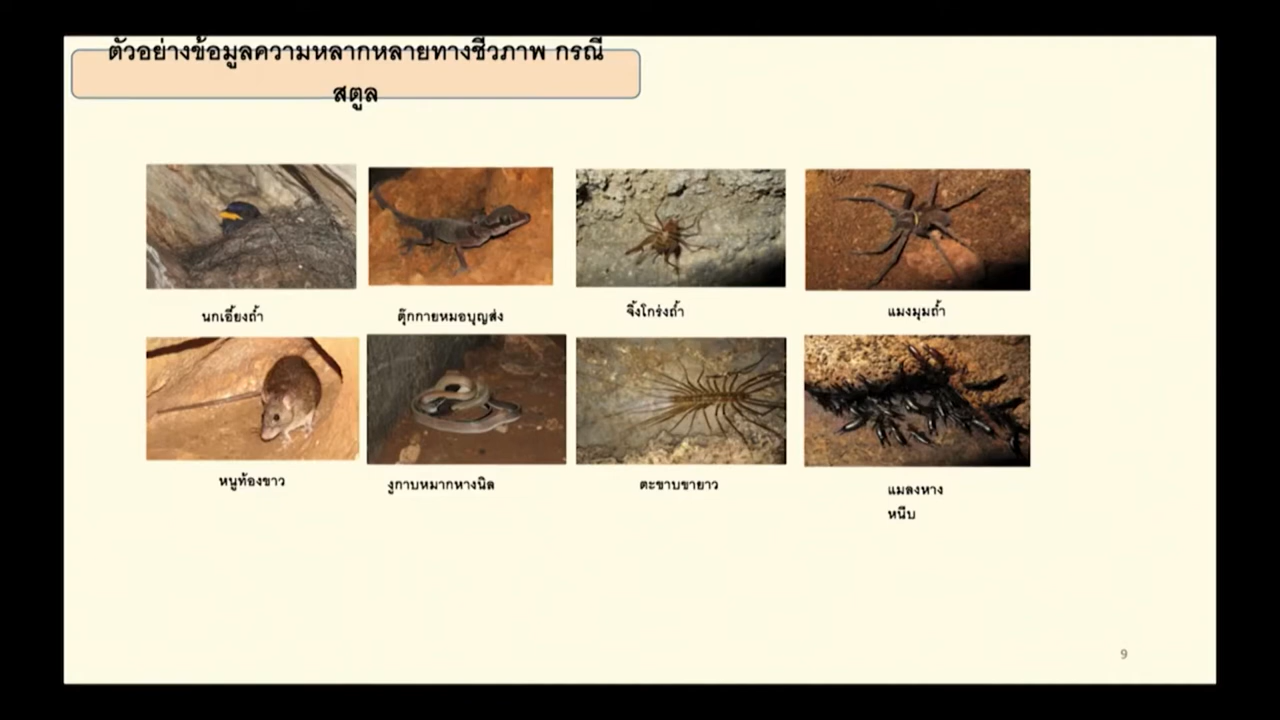 ตัวอย่างข้อมูลความหลากหลายทางชีวภาพ กรณี
สตูล
นกเอี้ยงถ้ำ
ตุ๊กกายหมอบุญส่ง
จิ้งโกร่งถ้ำ
แมงมุมถ้ำ
หนูท้องขาว
งูกาบหมากหางนิล
ตะขาบขายาว
แมลงหาง
หนีบ
9